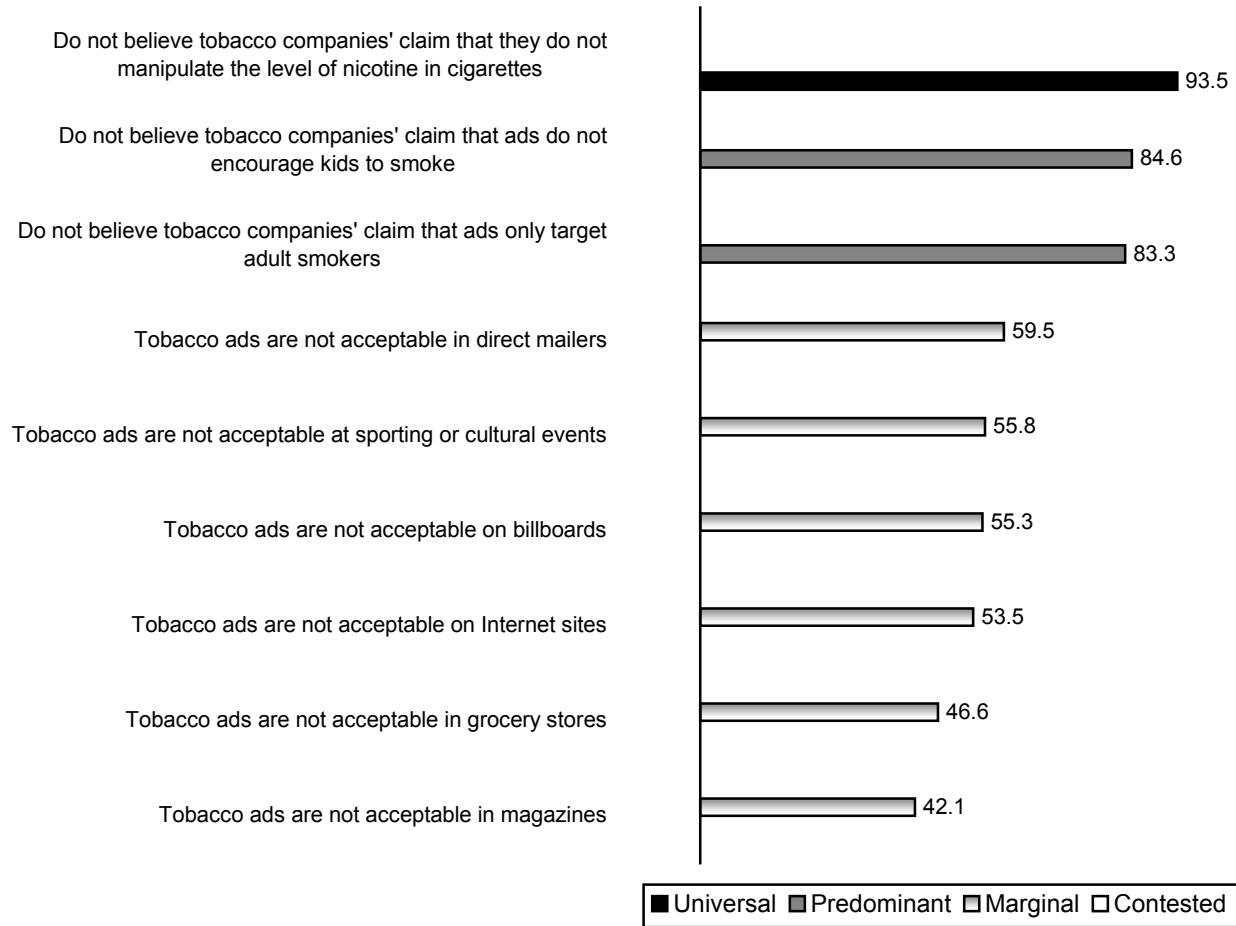 Do not believe tobacco companies' claim that they do not
manipulate the level of nicotine in cigarettes
93.5
Do not believe tobacco companies' claim that ads do not
encourage kids to smoke
84.6
Do not believe tobacco companies' claim that ads only target
adult smokers
83.3
Tobacco ads are not acceptable in direct mailers
59.5
Tobacco ads are not acceptable at sporting or cultural events
55.8
Tobacco ads are not acceptable on billboards
55.3
Tobacco ads are not acceptable on Internet sites
53.5
Tobacco ads are not acceptable in grocery stores
46.6
Tobacco ads are not acceptable in magazines
42.1
Universal Predominant Marginal Contested